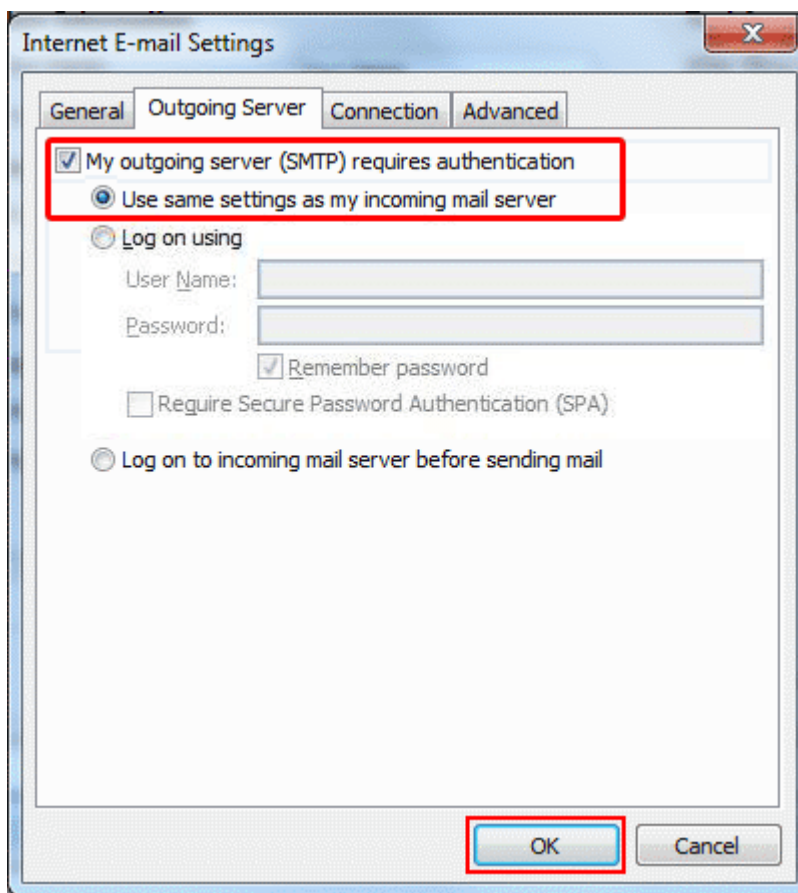 Internet E-mail Settings
General Outgoing Server Connection Advanced
My outgoing server (SMTP) requires authentication
Use same settings as my incoming mail server
Log on using
User Name:
Password:
Remember password
Require Secure Password Authentication (SPA)
Log on to incoming mail server before sending mail
OK Cancel